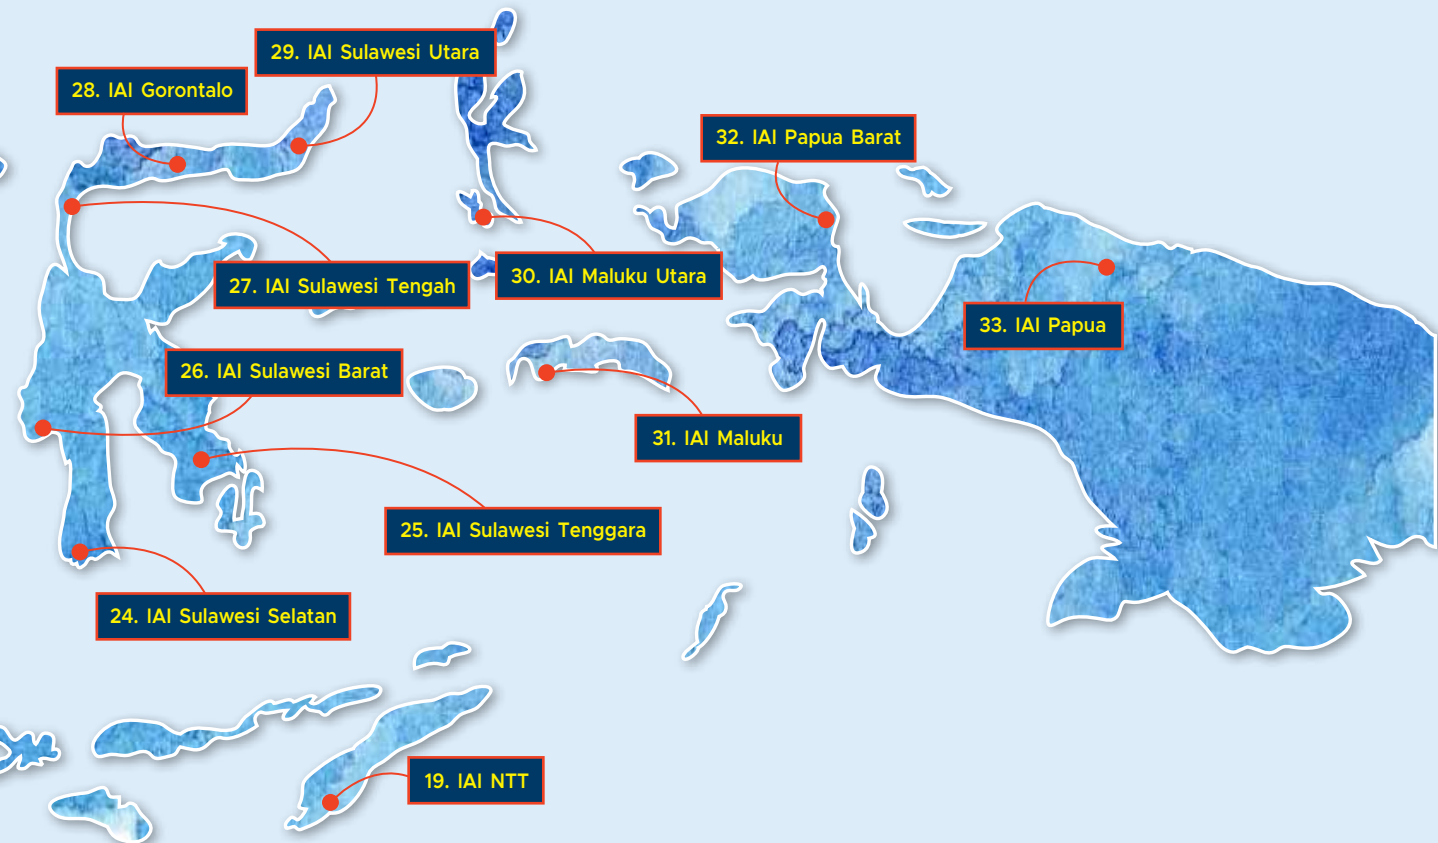 29. IAI Sulawesi Utara
28. IAI Gorontalo
32. IAI Papua Barat
27. IAI Sulawesi Tengah
30. IAI Maluku Utara
33. IAI Papua
26. IAI Sulawesi Barat
31. IAI Maluku
25. IAI Sulawesi Tenggara
24. IAI Sulawesi Selatan
19. IAI NTT